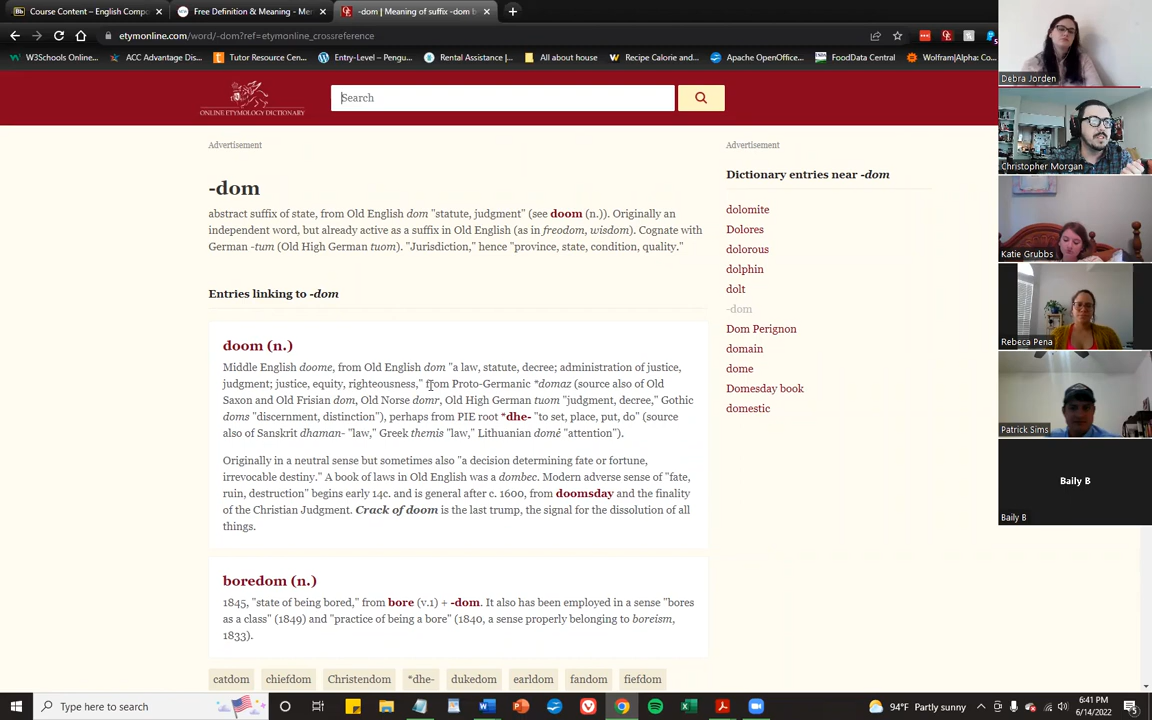 Course Content – English Compo
Free Definition & Meaning - Mer
-dom | Meaning of suffix -dom b
etymonline.com/word/-dom?ref=etymonline_crossreference
W3Schools Online...
ACC Advantage Dis...
Tutor Resource Cen...
Entry-Level – Pengu...
Rental Assistance |...
All about house
Recipe Calorie and...
Apache OpenOffice...
FoodData Central
Wolfram|Alpha: Co...
ONLINE ETYMOLOGY DICTIONARY
Search
Advertisement
-dom
abstract suffix of state, from Old English dom "statute, judgment" (see doom (n.)). Originally an
independent word, but already active as a suffix in Old English (as in freodom, wisdom). Cognate with
German -tum (Old High German tuom). "Jurisdiction," hence "province, state, condition, quality."
Entries linking to -dom
doom (n.)
Middle English doome, from Old English dom "a law, statute, decree; administration of justice,
judgment; justice, equity, righteousness," from Proto-Germanic *domaz (source also of Old
Saxon and Old Frisian dom, Old Norse domr, Old High German tuom "judgment, decree," Gothic
doms "discernment, distinction"), perhaps from PIE root *dhe- "to set, place, put, do" (source
also of Sanskrit dhaman- "law," Greek themis "law," Lithuanian domė "attention").
Originally in a neutral sense but sometimes also "a decision determining fate or fortune,
irrevocable destiny." A book of laws in Old English was a dombec. Modern adverse sense of "fate,
ruin, destruction" begins early 14c. and is general after c. 1600, from doomsday and the finality
of the Christian Judgment. Crack of doom is the last trump, the signal for the dissolution of all
things.
boredom (n.)
1845, "state of being bored," from bore (v.1) + -dom. It also has been employed in a sense "bores
as a class" (1849) and "practice of being a bore" (1840, a sense properly belonging to boreism,
1833).
catdom
chiefdom
Christendom
*dhe-
dukedom
earldom
fandom
fiefdom
Advertisement
Dictionary entries near -dom
dolomite
Dolores
dolorous
dolphin
dolt
-dom
Dom Perignon
domain
dome
Domesday book
domestic
Debra Jorden
Christopher Morgan
Katie Grubbs
Rebeca Pena
Patrick Sims
Baily B
Baily B
Type here to search
94°F Partly sunny
6:41 PM
6/14/2022